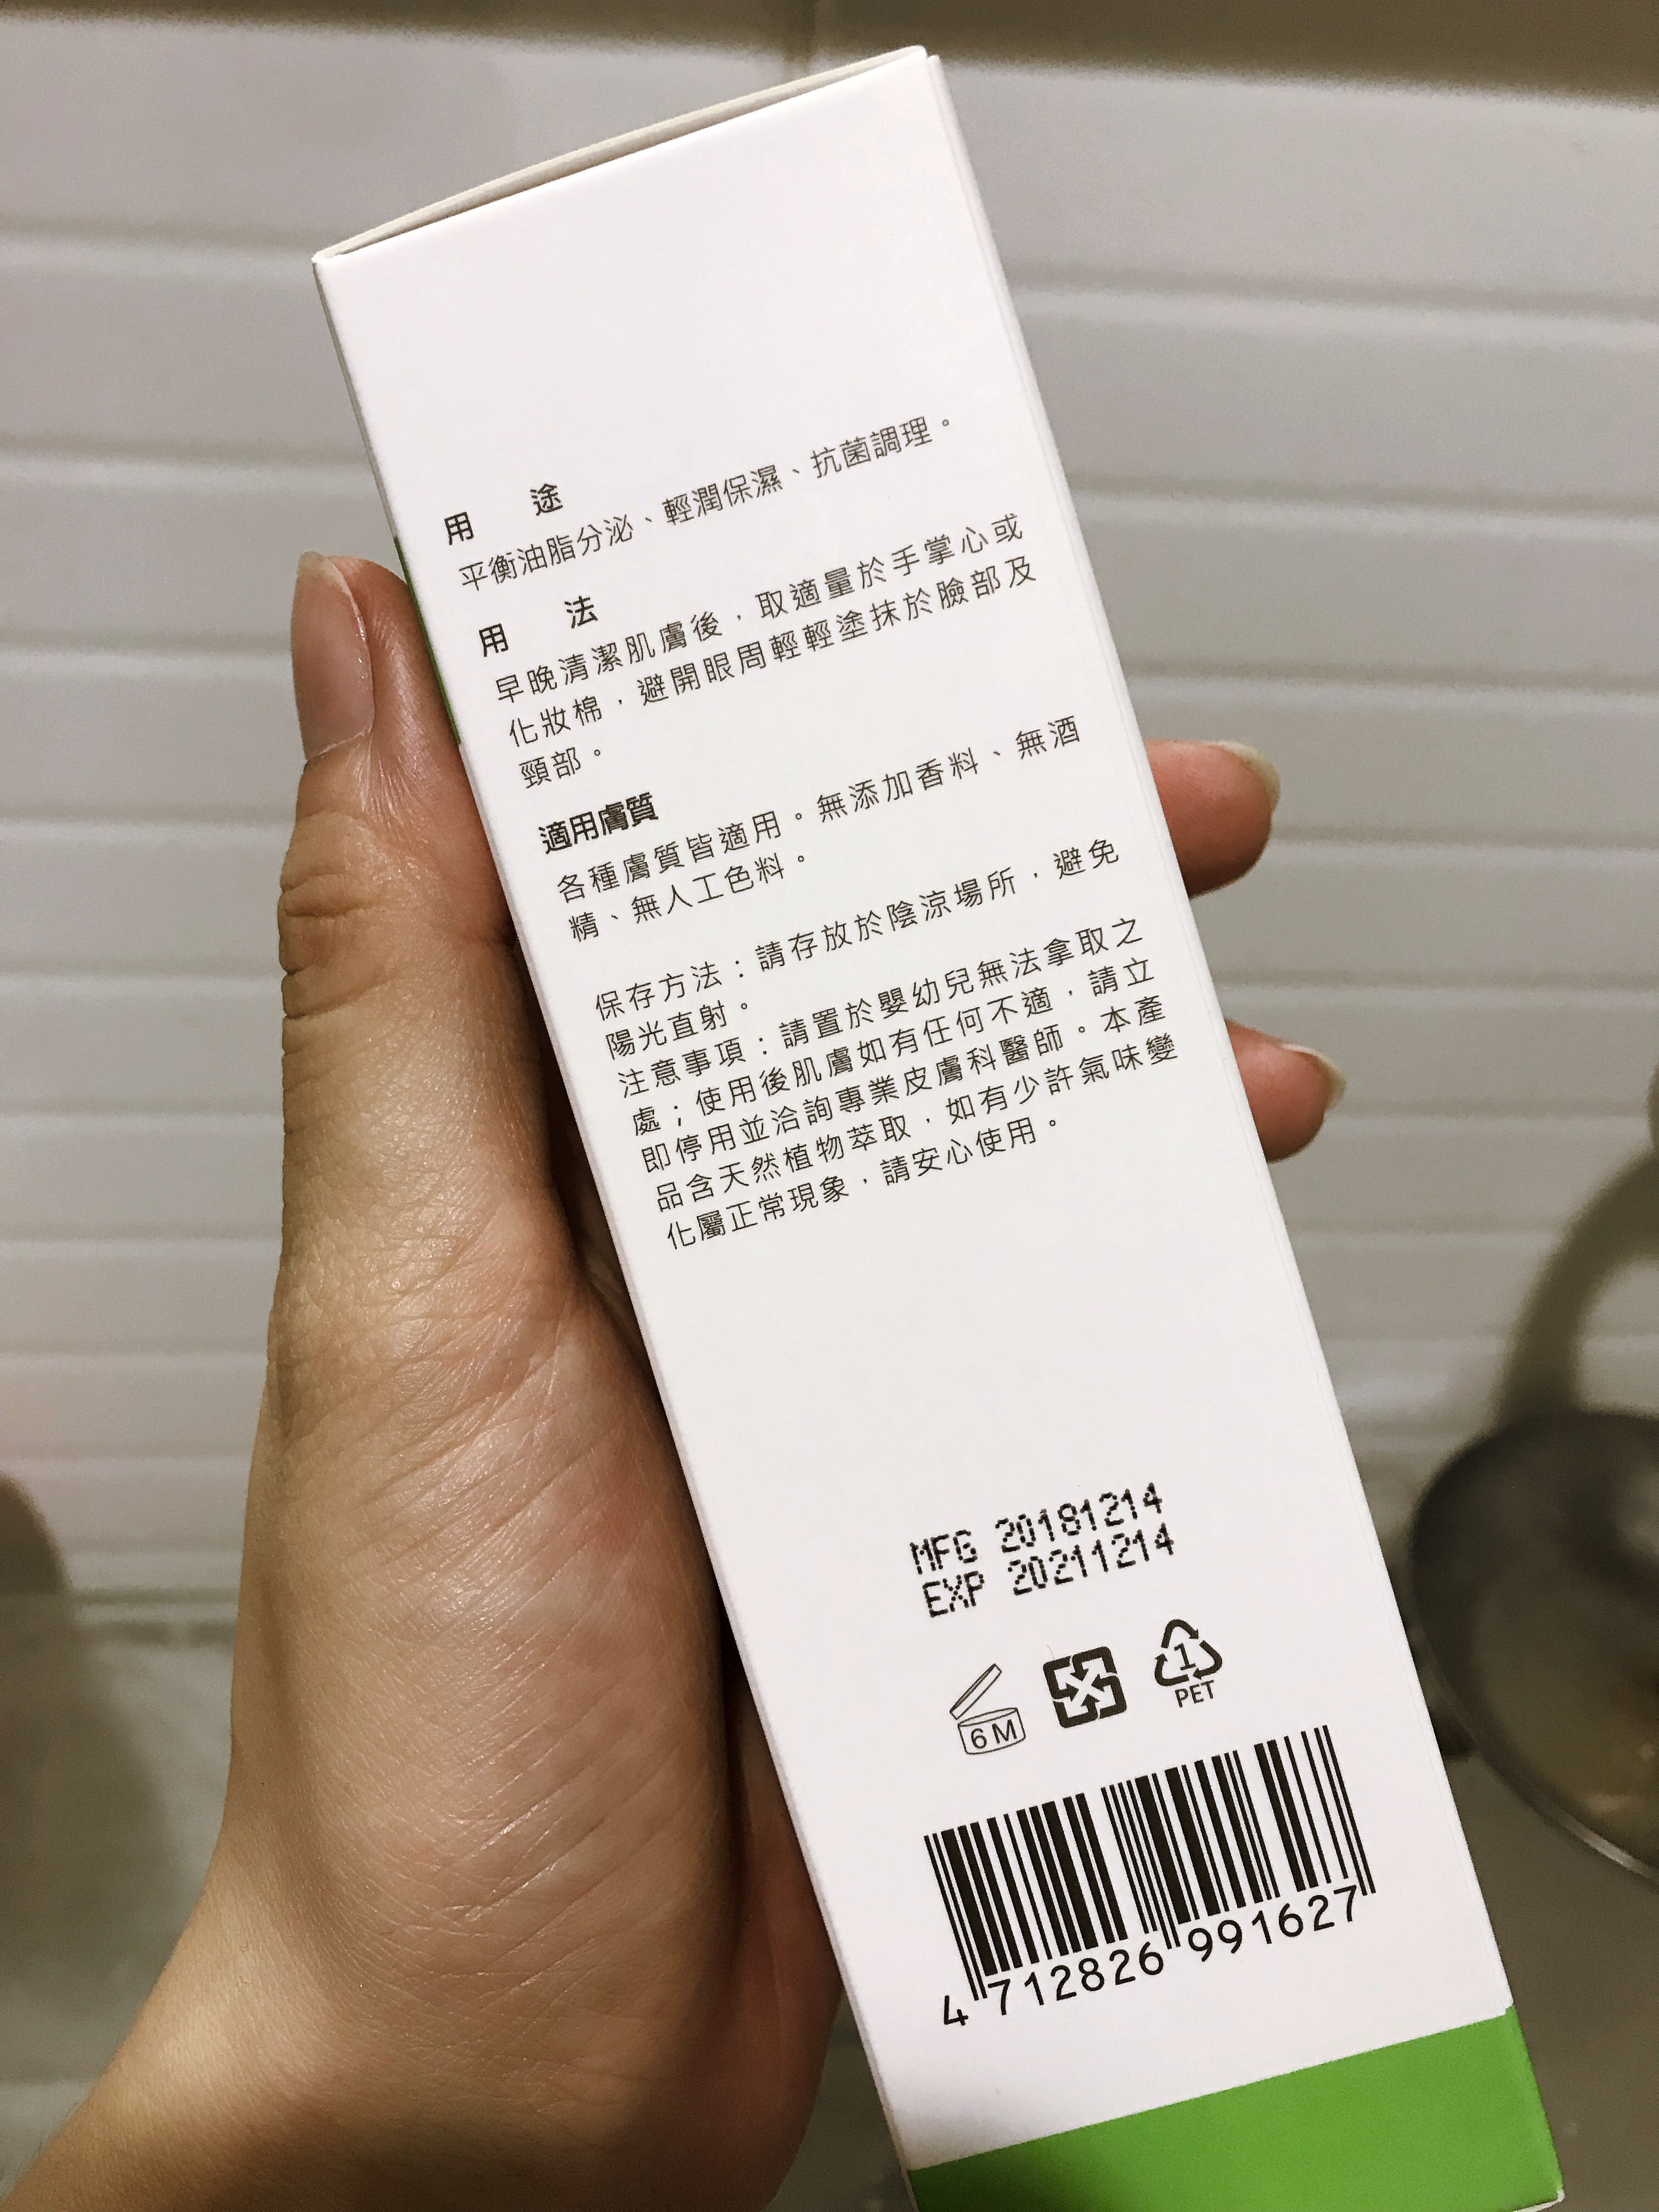 用途
平衡油脂分泌、輕潤保濕、抗菌調理。
用法
早晚清潔肌膚後，取適量於手掌心或
化妝棉，避開眼周輕輕塗抹於臉部及
頸部。
適用膚質
各種膚質皆適用。無添加香料、無酒
精、無人工色料。
保存方法：請存放於陰涼場所，避免
陽光直射。
注意事項：請置於嬰幼兒無法拿取之
處；使用後肌膚如有任何不適，請立
即停用並洽詢專業皮膚科醫師。本產
品含天然植物萃取，如有少許氣味變
化屬正常現象，請安心使用。
MFG 20181214
EXP 20211214
6M
1
PET
4 712826 991627